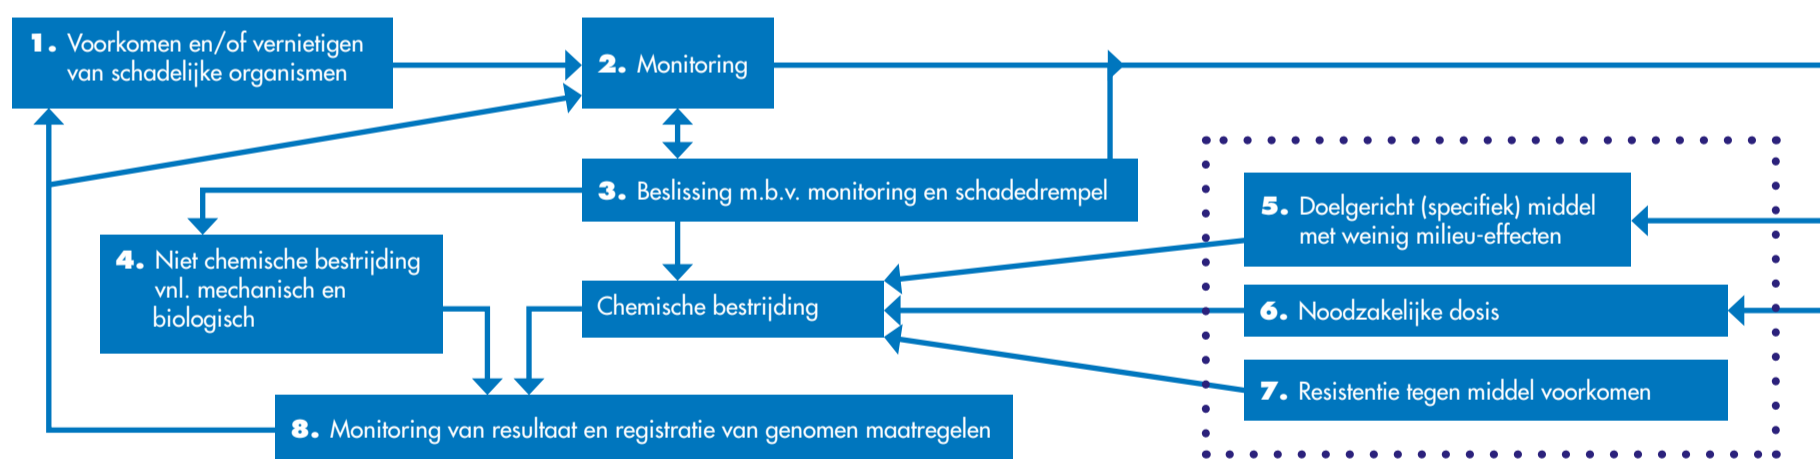 1. Voorkomen en/of vernietigen
van schadelijke organismen
2. Monitoring
3. Beslissing m.b.v. monitoring en schadedrempel
4. Niet chemische bestrijding
vnl. mechanisch en
biologisch
Chemische bestrijding
5. Doelgericht (specifiek) middel
met weinig milieu-effecten
6. Noodzakelijke dosis
7. Resistentie tegen middel voorkomen
8. Monitoring van resultaat en registratie van genomen maatregelen